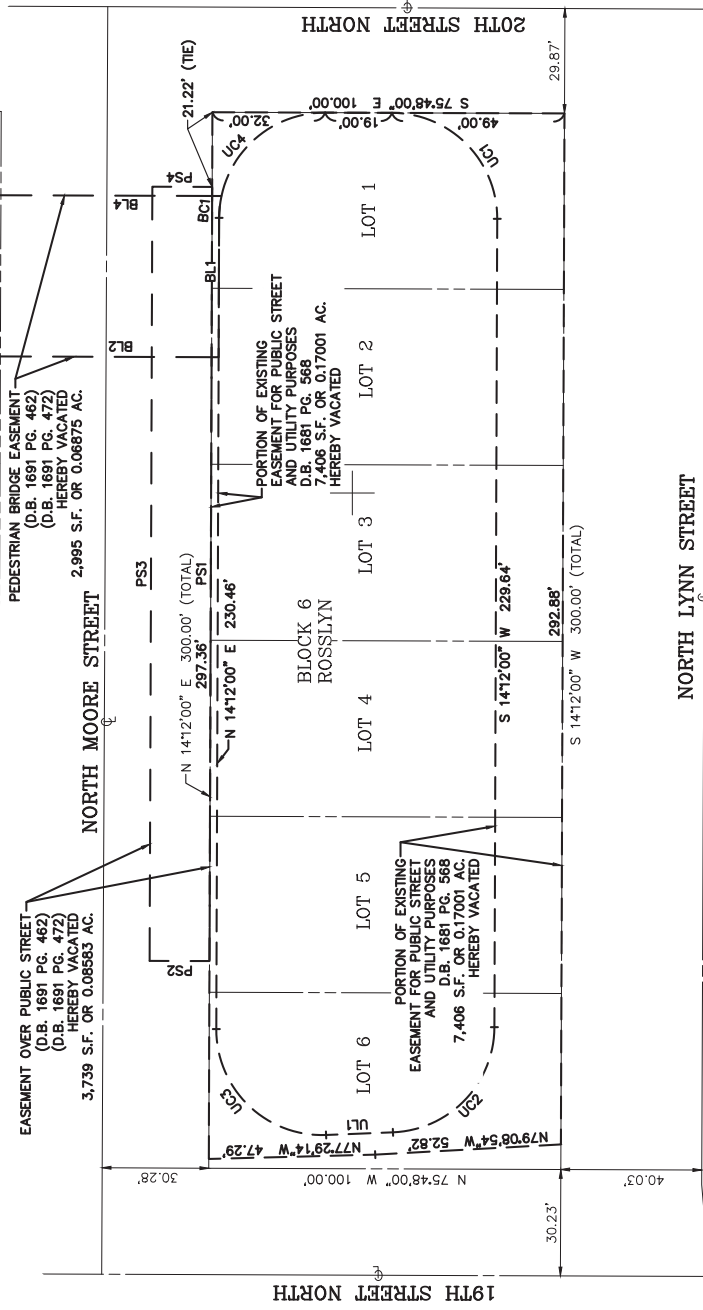 20TH STREET NORTH
29.87'
21.22' (TIE)
S 75°48'00" E 100.00'
32.00'
19.00'
49.00'
UC4
UC1
PS4
BC1
BL4
BL1
BL2
LOT 1
PEDESTRIAN BRIDGE EASEMENT
(D.B. 1691 PG. 462)
(D.B. 1691 PG. 472)
HEREBY VACATED
2,995 S.F. OR 0.06875 AC.
PORTION OF EXISTING
EASEMENT FOR PUBLIC STREET
AND UTILITY PURPOSES
D.B. 1681 PG. 568
7,406 S.F. OR 0.17001 AC.
HEREBY VACATED
LOT 2
LOT 3
NORTH MOORE STREET
PS3
N 14°12'00" E 300.00' (TOTAL)
297.36'
PS1
N 14°12'00" E 230.46'
BLOCK 6
ROSSLYN
S 14°12'00" W 229.64'
292.88'
S 14°12'00" W 300.00' (TOTAL)
NORTH LYNN STREET
LOT 4
EASEMENT OVER PUBLIC STREET
(D.B. 1691 PG. 462)
(D.B. 1691 PG. 472)
HEREBY VACATED
3,739 S.F. OR 0.08583 AC.
PS2
LOT 5
PORTION OF EXISTING
EASEMENT FOR PUBLIC STREET
AND UTILITY PURPOSES
D.B. 1681 PG. 568
7,406 S.F. OR 0.17001 AC.
HEREBY VACATED
LOT 6
UC3
UL1
UC2
N77°29'14"W 47.29'
N79°08'54"W 52.82'
30.28'
N 75°48'00" W 100.00'
30.23'
40.03'
19TH STREET NORTH